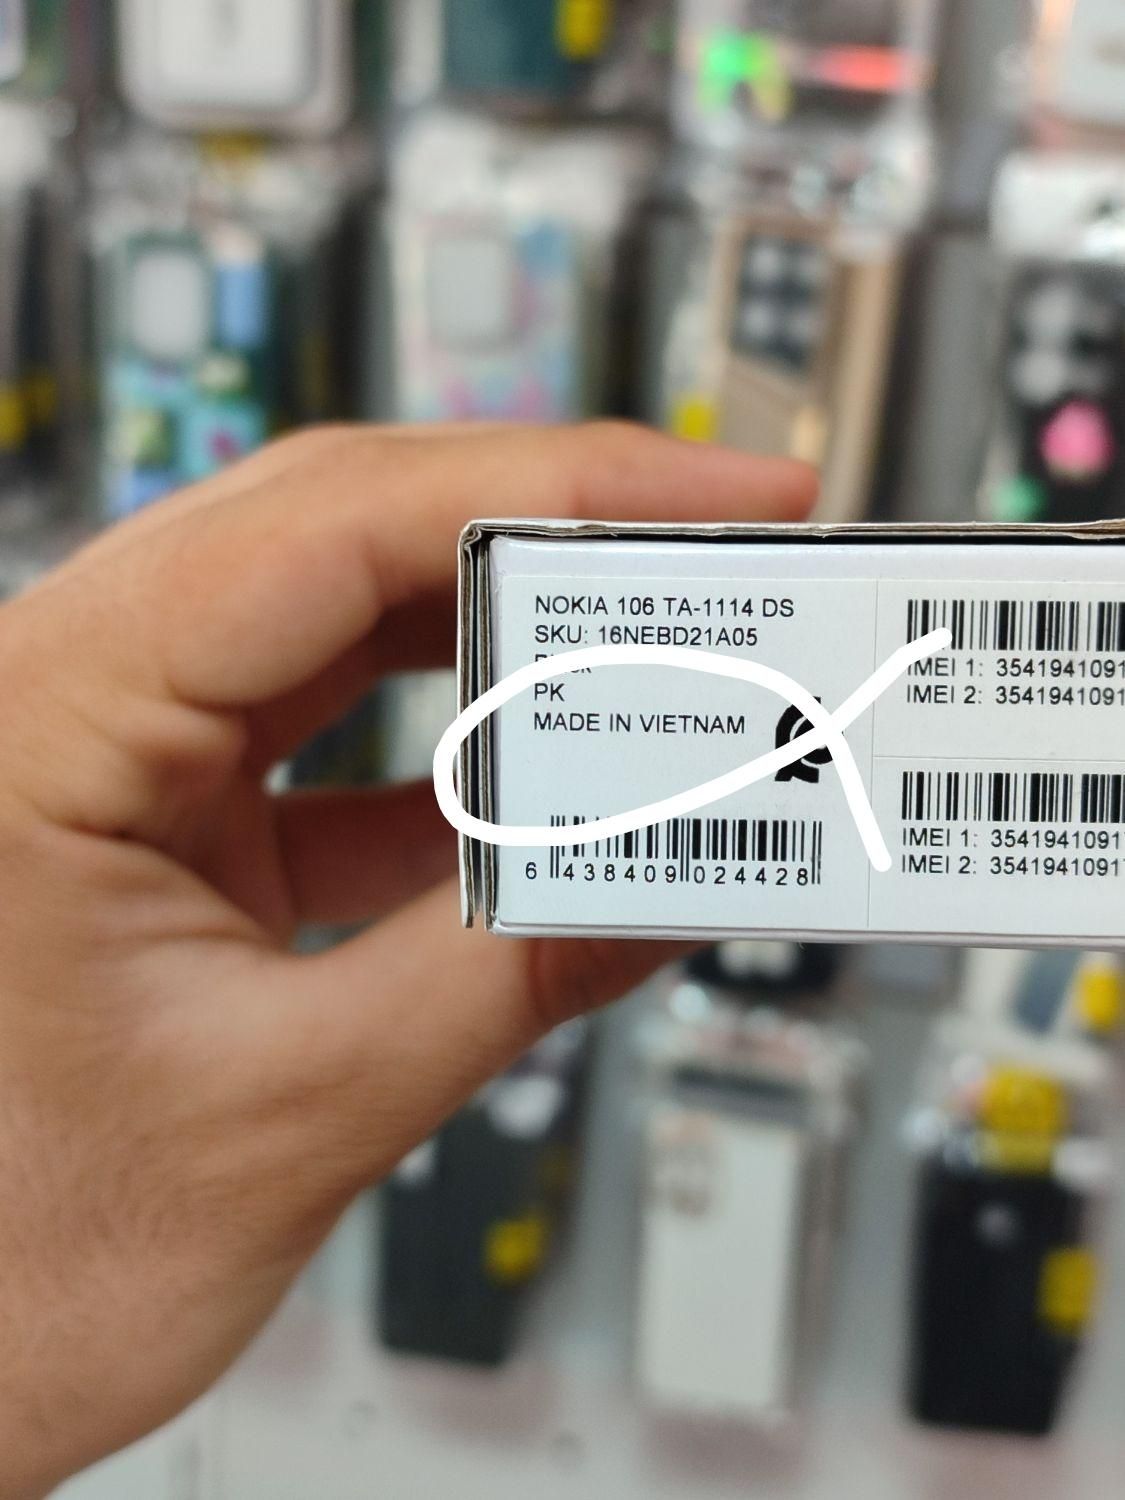 NOKIA 106 TA-1114 DS
SKU: 16NEBD21A05
PK
MADE IN VIETNAM
6 438409 024428
IMEI 1: 3541941091
IMEI 2: 3541941091
IMEI 1: 3541941091
IMEI 2: 3541941091